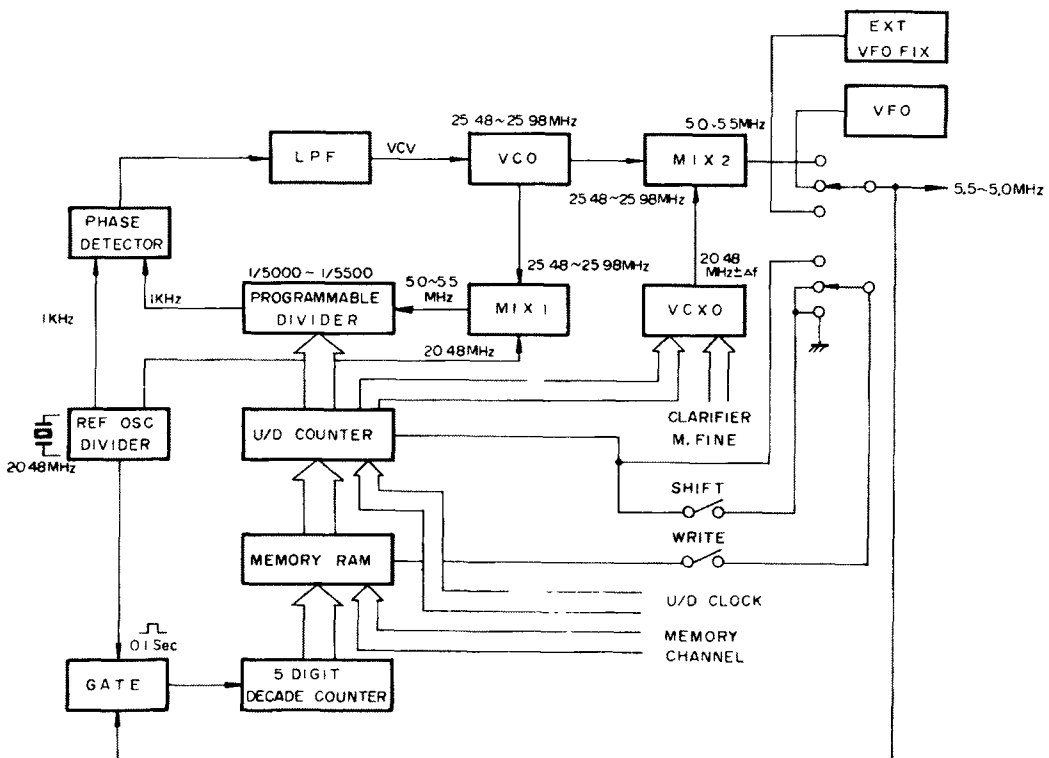 EXT
VFO FIX
VFO
25 48~25 98MHz
5.0~5.5MHz
LPF
VCV
VCO
MIX2
5,5~5,0MHz
25 48~25 98MHz
PHASE
DETECTOR
1/5000~1/5500
25 48~25 98MHz
20 48
MHz±Δf
1KHz
PROGRAMMABLE
DIVIDER
5.0~5.5
MHz
MIX 1
VCXO
1KHz
20 48MHz
REF OSC
DIVIDER
20 48MHz
U/D COUNTER
CLARIFIER
M. FINE
SHIFT
WRITE
MEMORY RAM
U/D CLOCK
MEMORY
CHANNEL
0.1 Sec
GATE
5 DIGIT
DECADE COUNTER